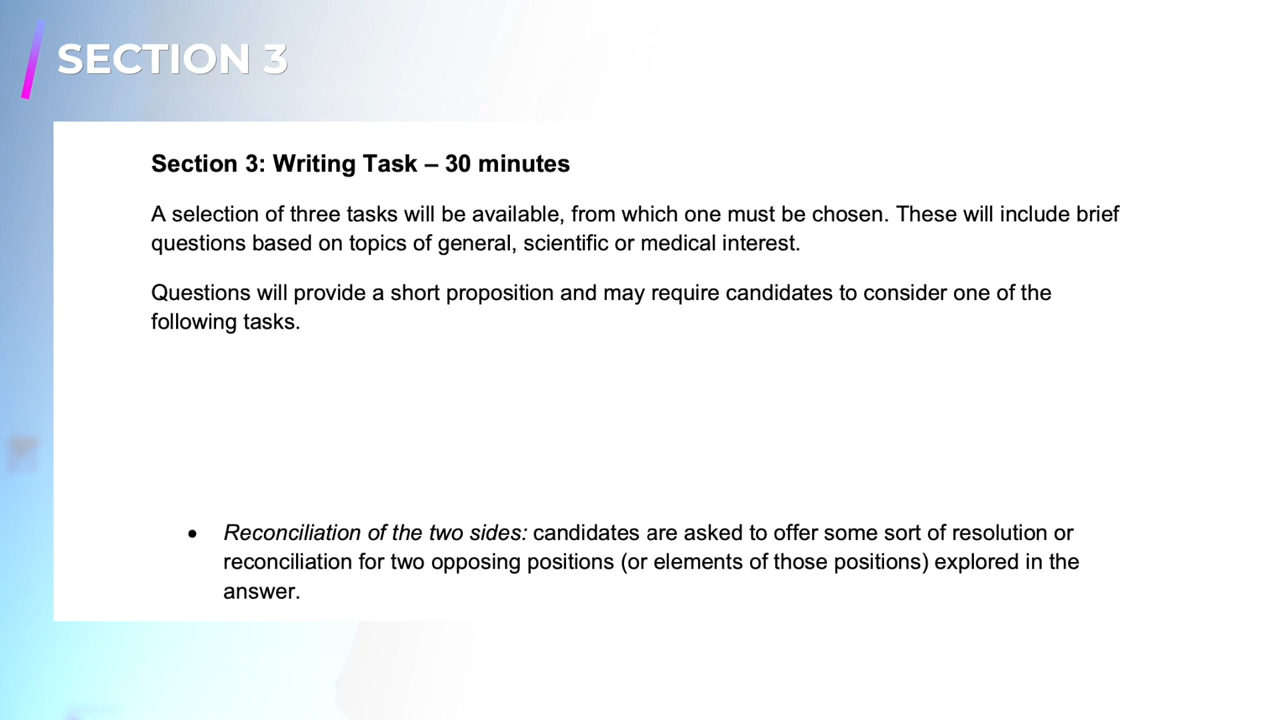 SECTION 3
Section 3: Writing Task – 30 minutes
A selection of three tasks will be available, from which one must be chosen. These will include brief
questions based on topics of general, scientific or medical interest.
Questions will provide a short proposition and may require candidates to consider one of the
following tasks.
• Reconciliation of the two sides: candidates are asked to offer some sort of resolution or
reconciliation for two opposing positions (or elements of those positions) explored in the
answer.